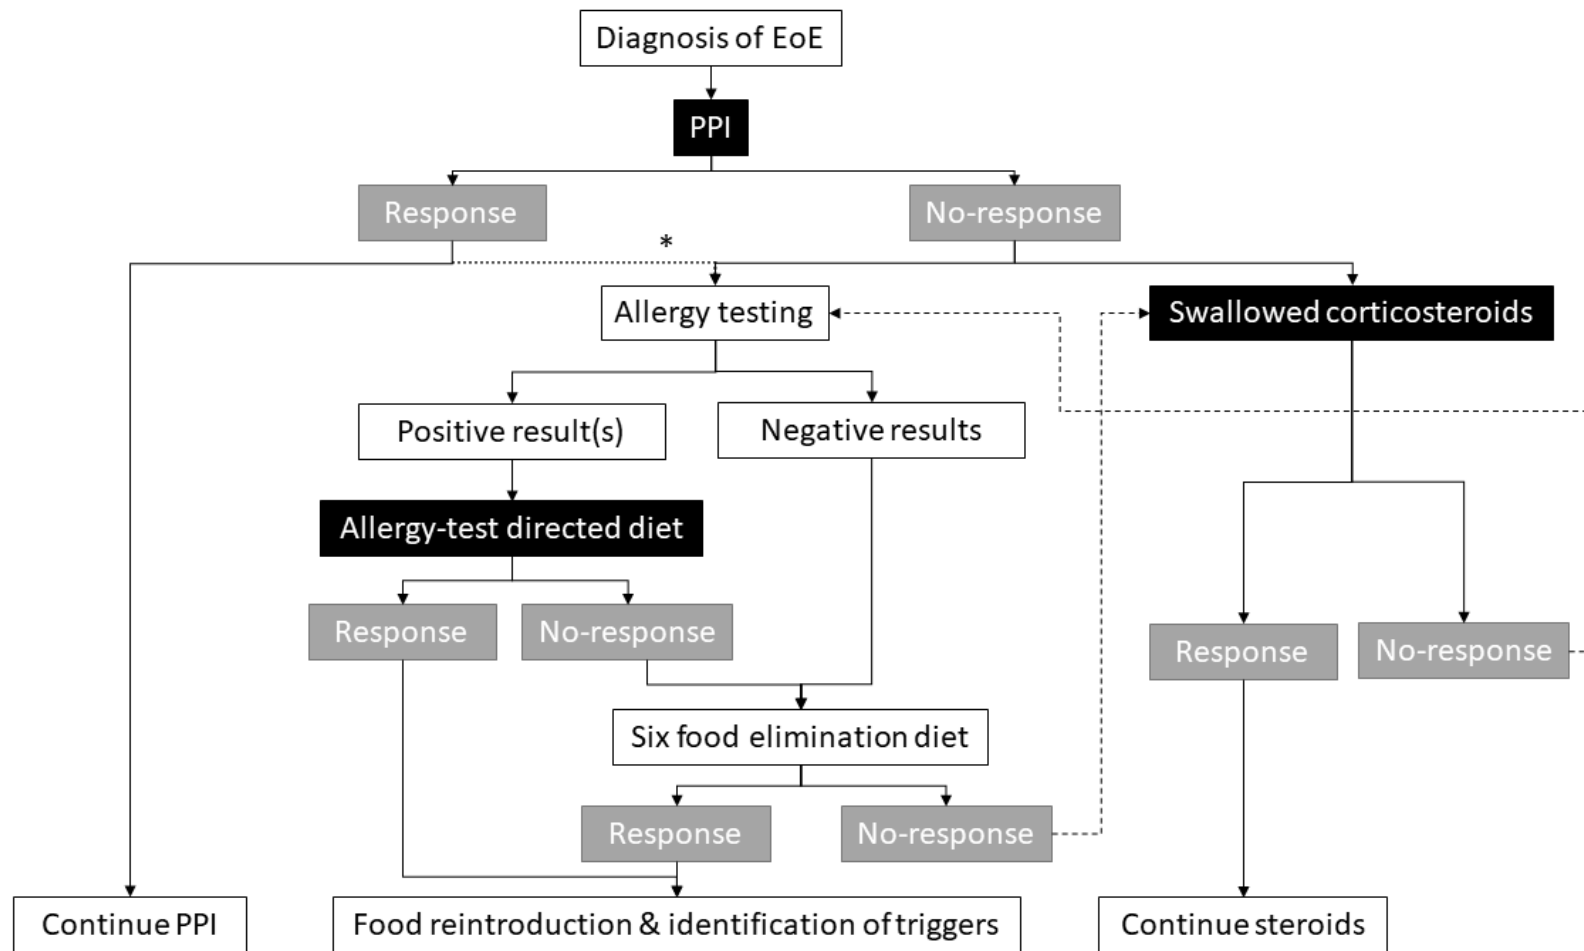 Diagnosis of EoE
PPI
Response
No-response
*
Allergy testing
Swallowed corticosteroids
Positive result(s)
Negative results
Allergy-test directed diet
Response
No-response
Response
No-response
Six food elimination diet
Response
No-response
Continue PPI
Food reintroduction & identification of triggers
Continue steroids